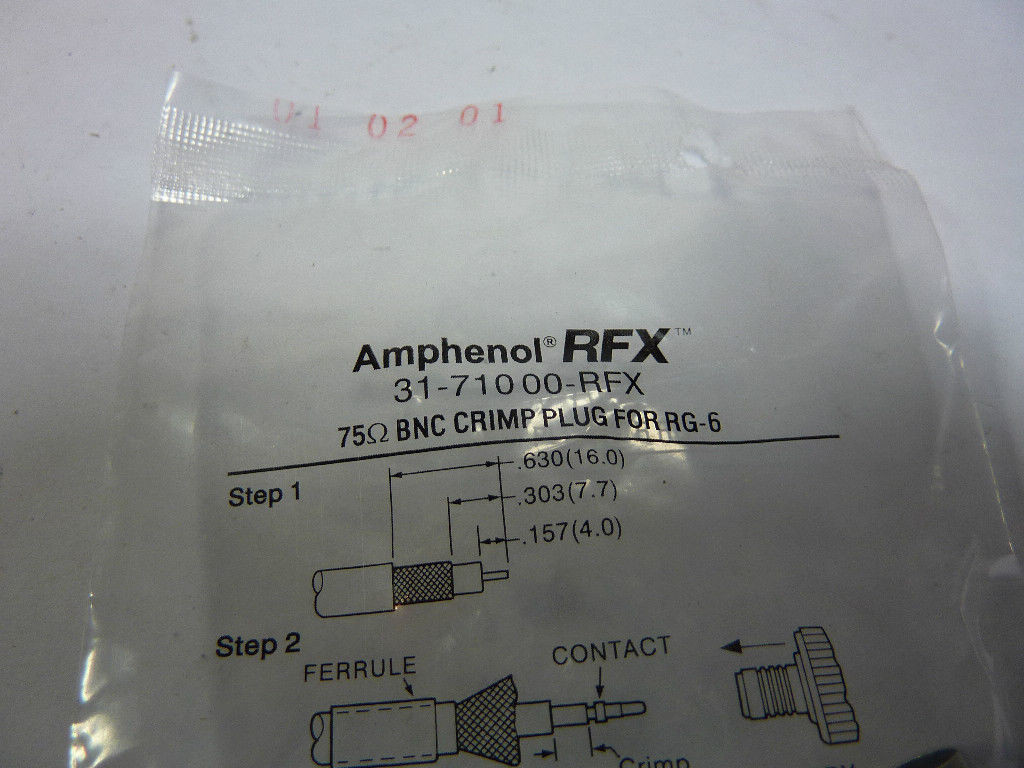 01 02 01
Amphenol® RFX™
31-71000-RFX
75Ω BNC CRIMP PLUG FOR RG-6
Step 1
.630(16.0)
.303(7.7)
.157(4.0)
Step 2
FERRULE
CONTACT
Crimp